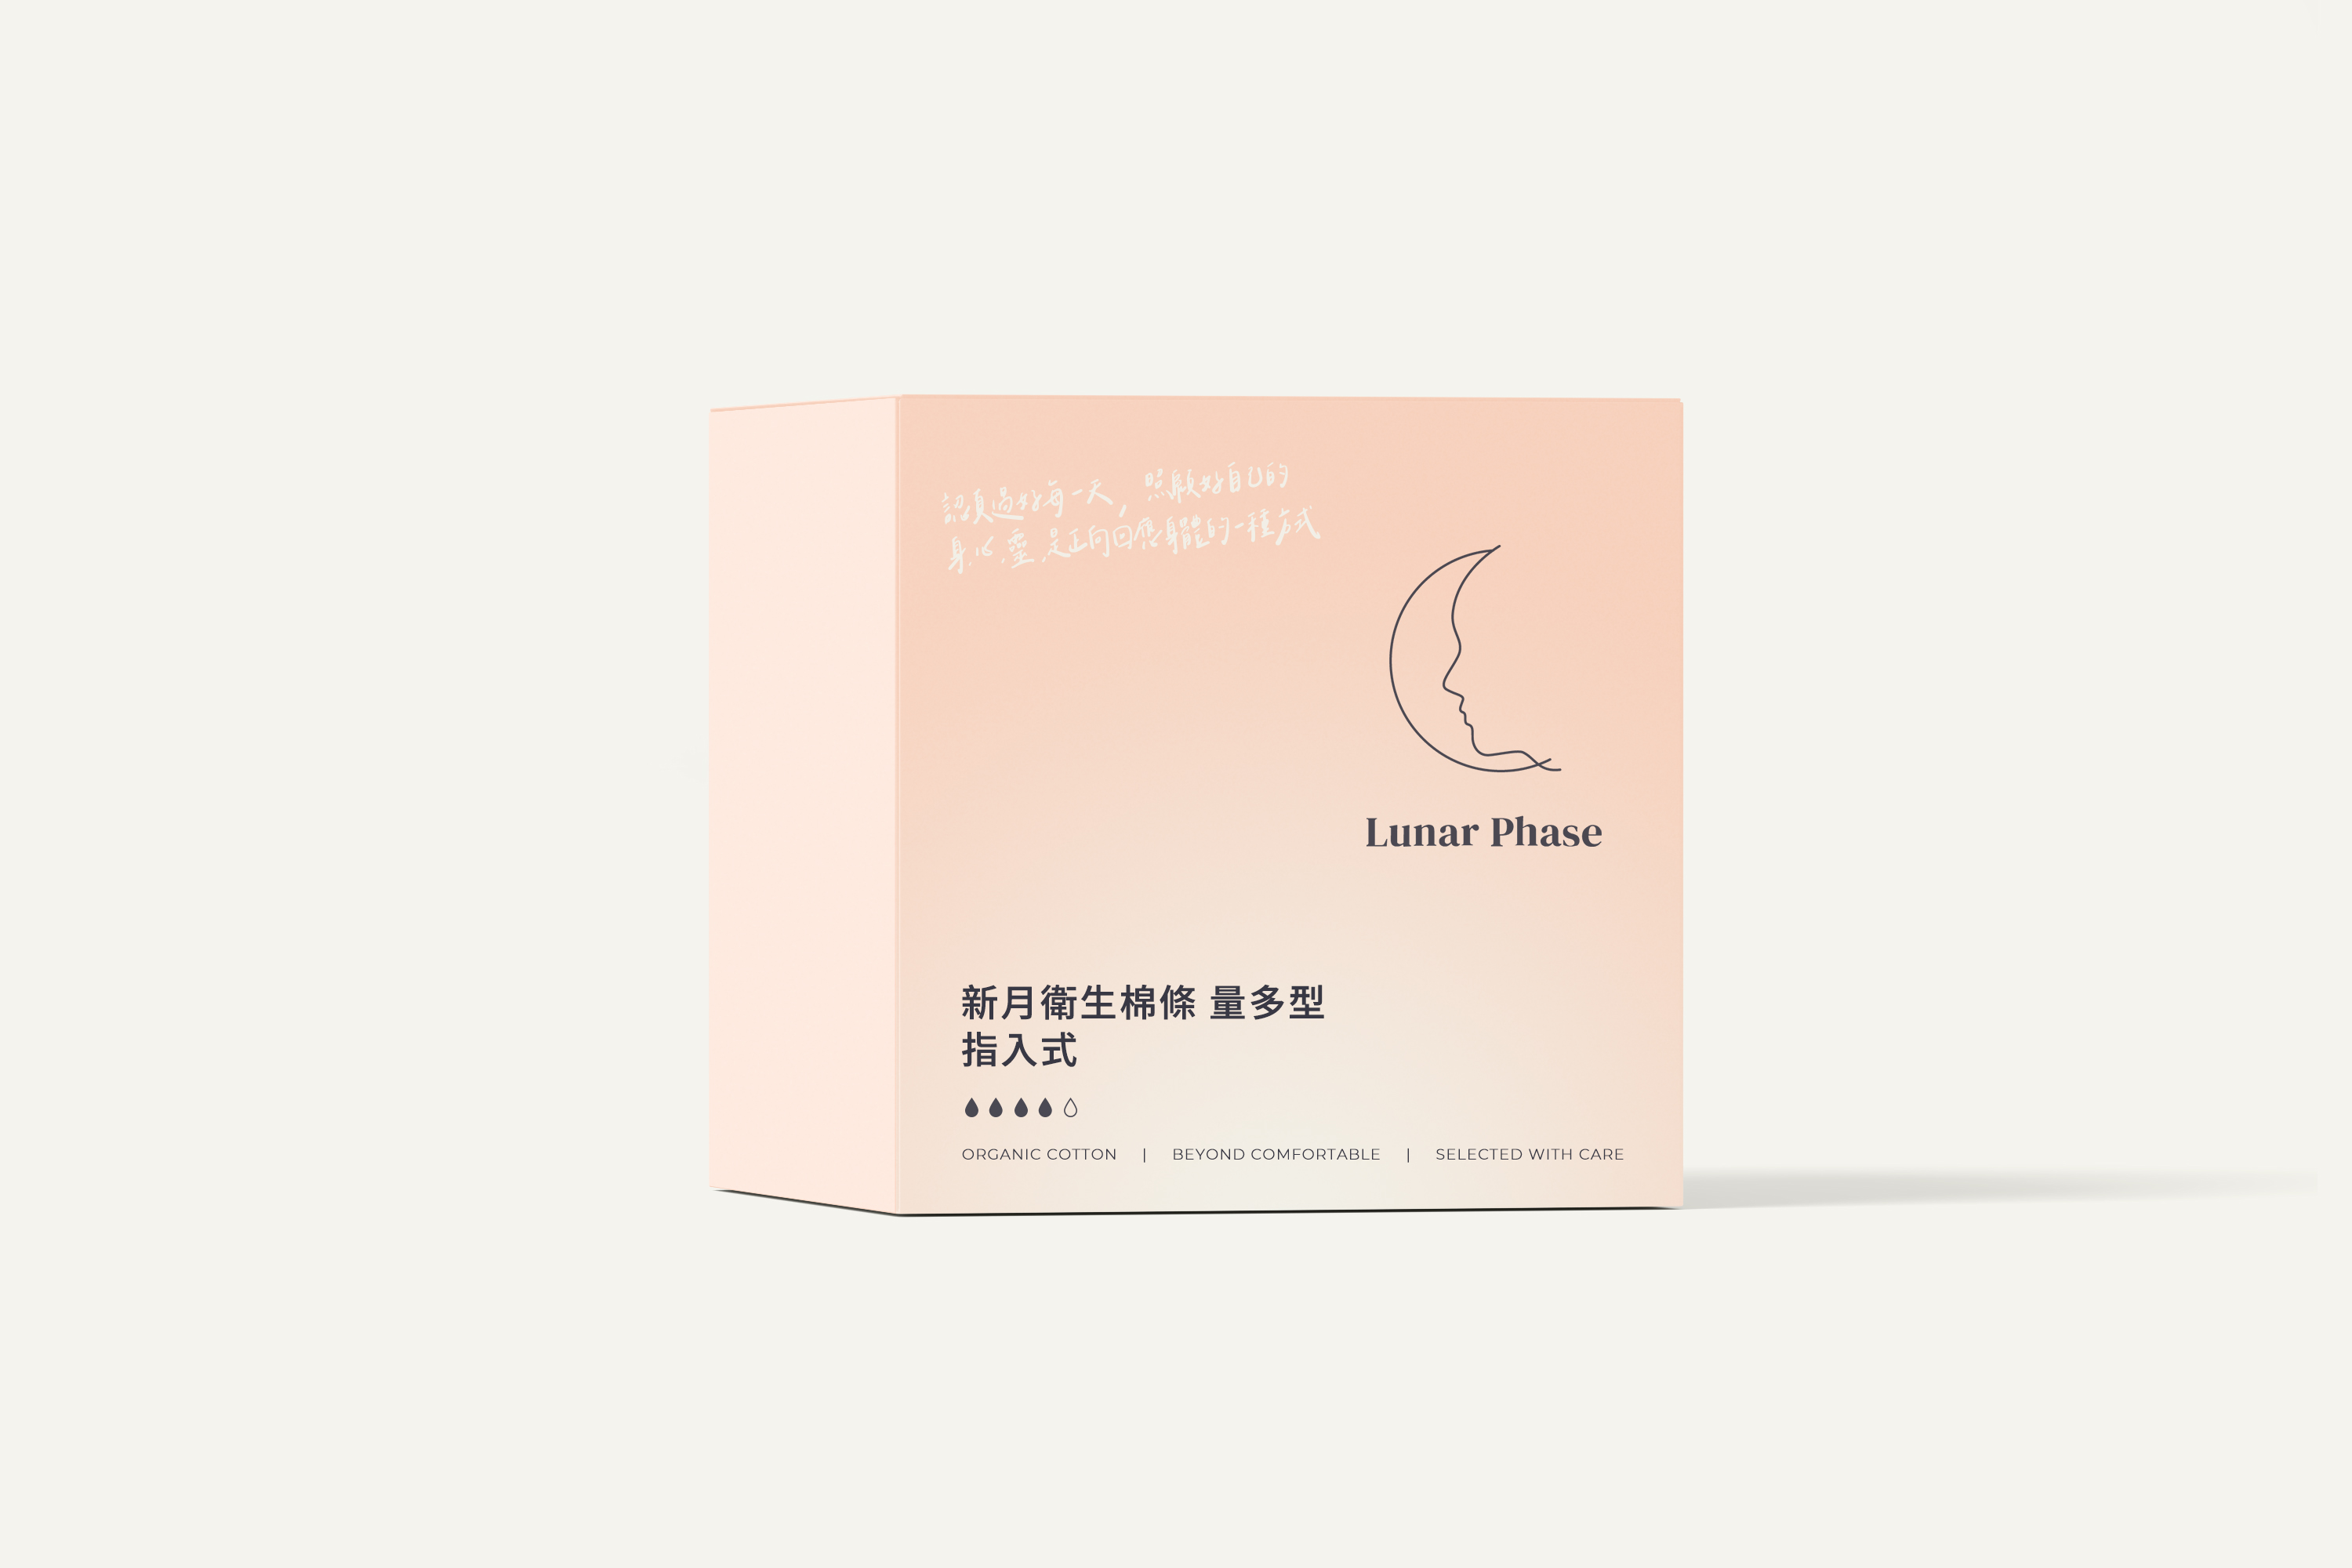 認真過好每一天，照顧好自己的
身,心,靈,是正向回應身體的一種方式
Lunar Phase
新月衛生棉條 量多型
指入式
ORGANIC COTTON | BEYOND COMFORTABLE | SELECTED WITH CARE